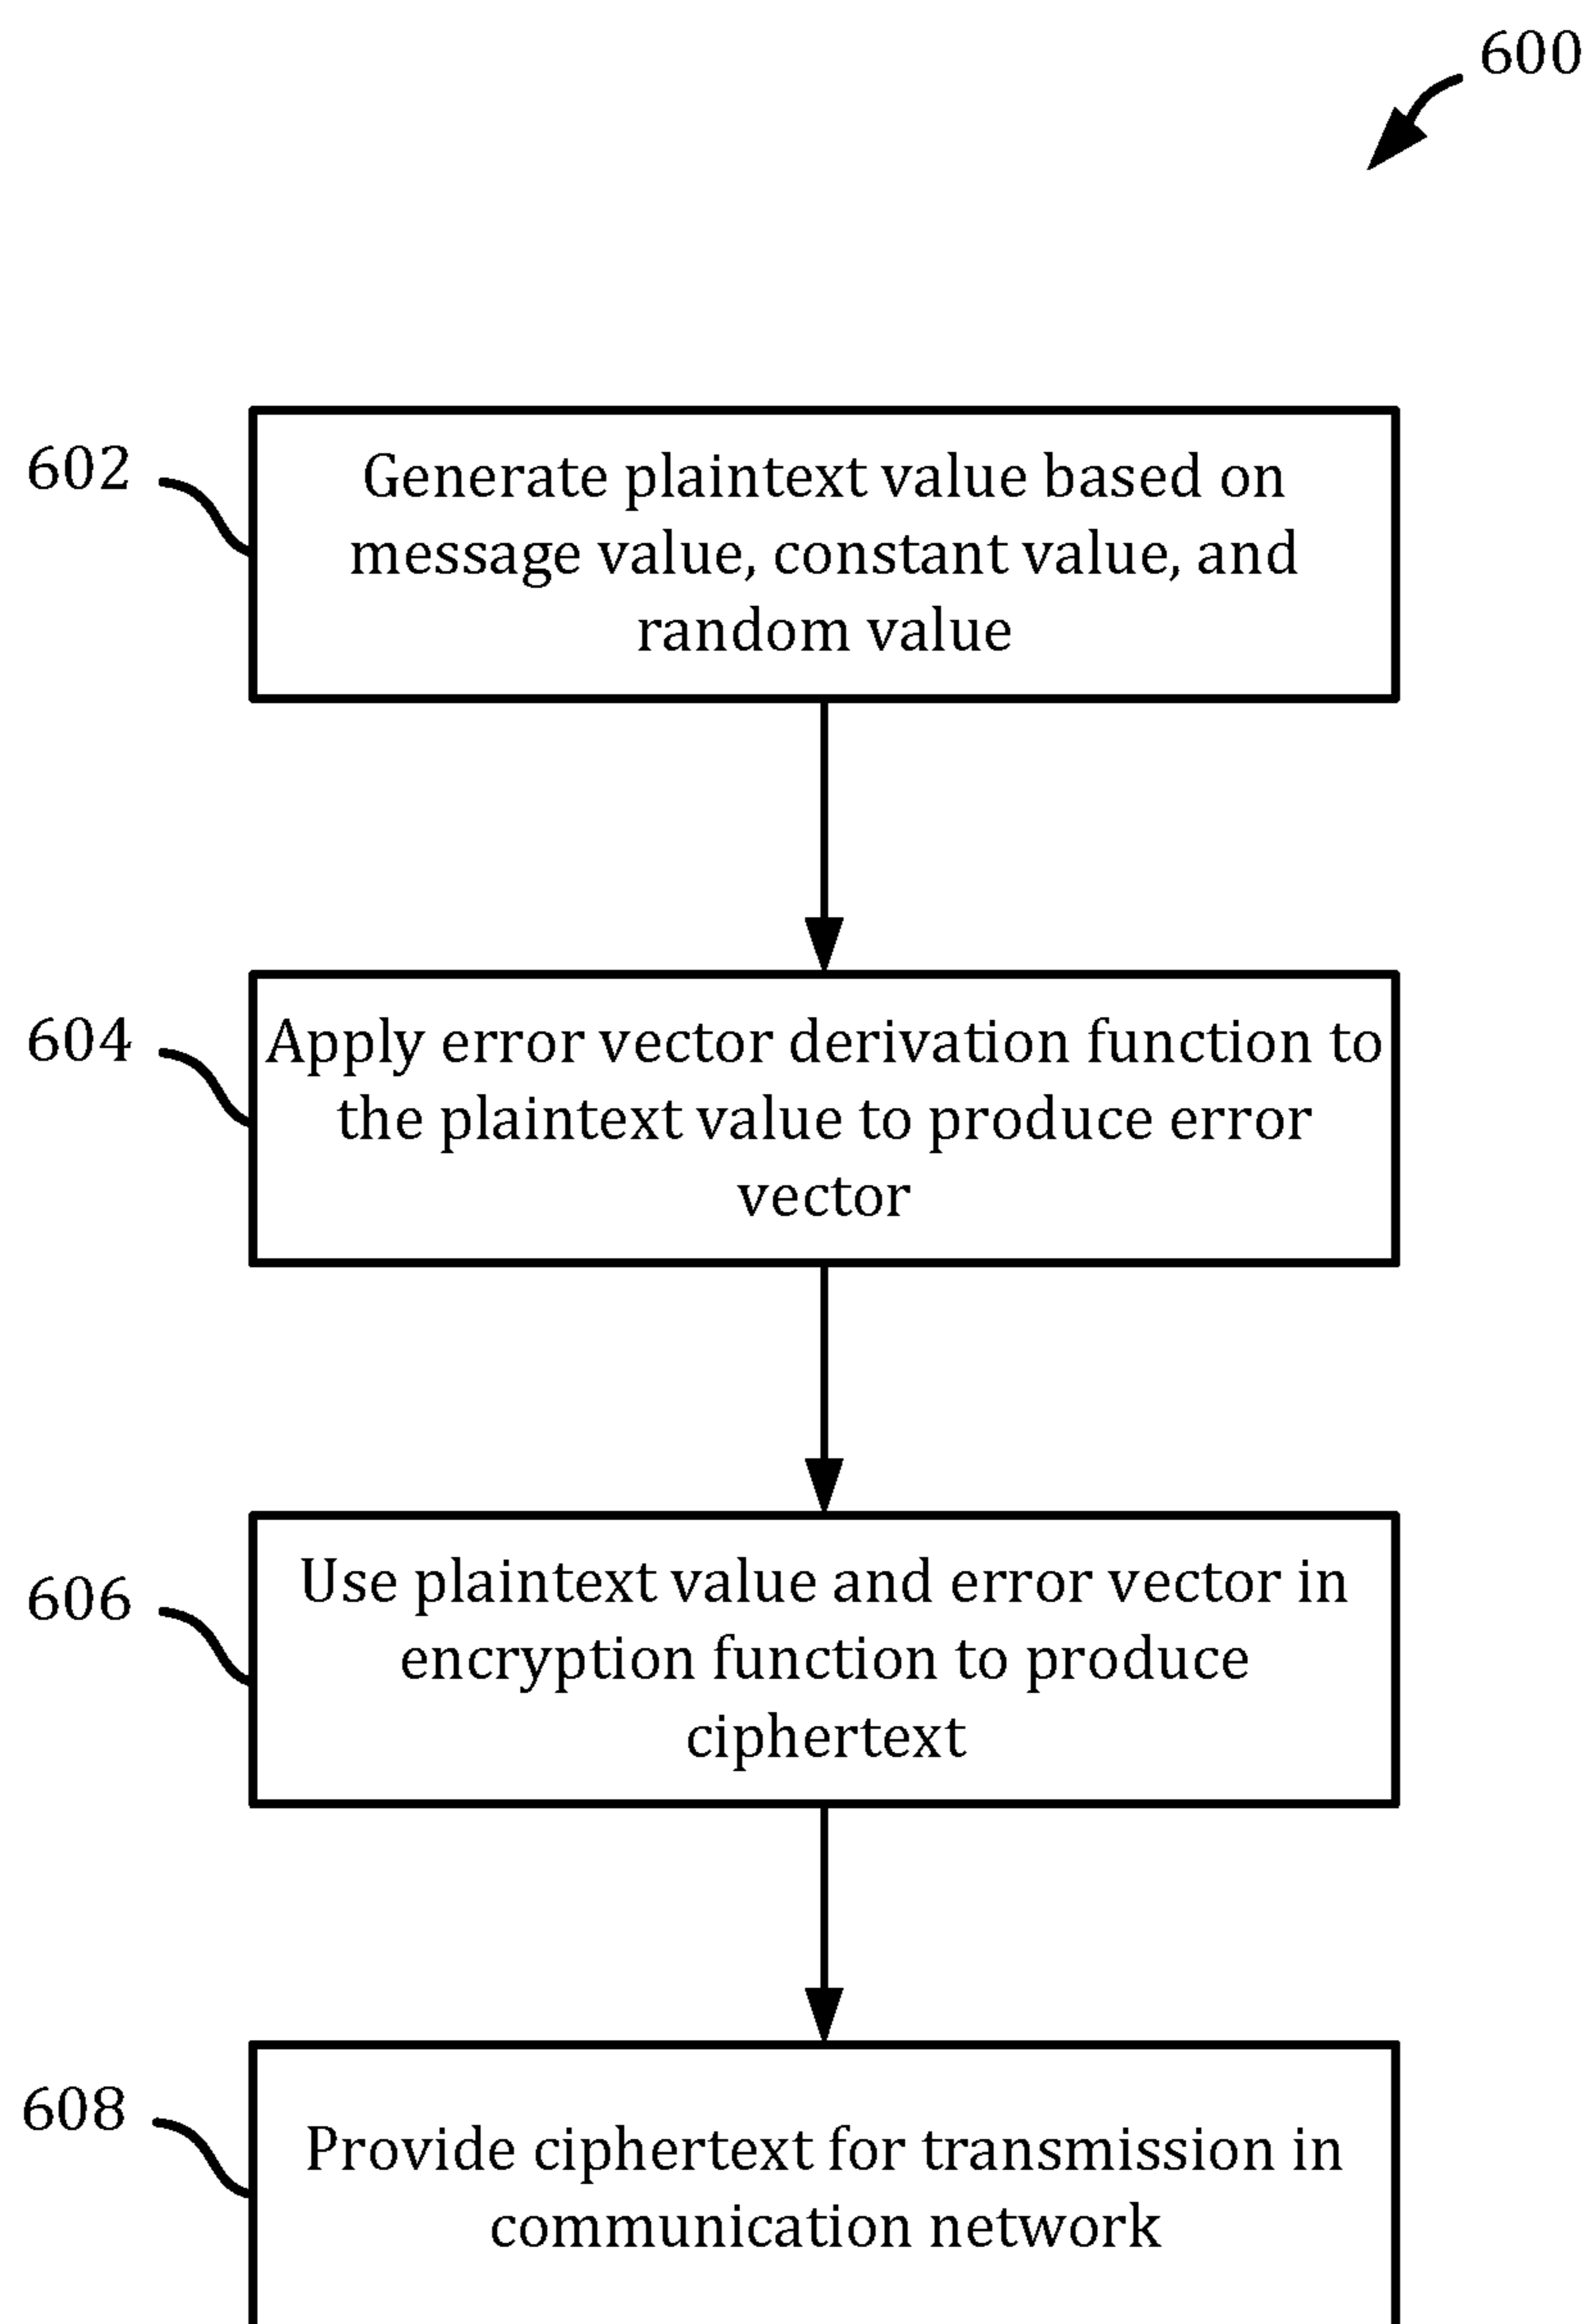 600
602
Generate plaintext value based on
message value, constant value, and
random value
604
Apply error vector derivation function to
the plaintext value to produce error
vector
606
Use plaintext value and error vector in
encryption function to produce
ciphertext
608
Provide ciphertext for transmission in
communication network